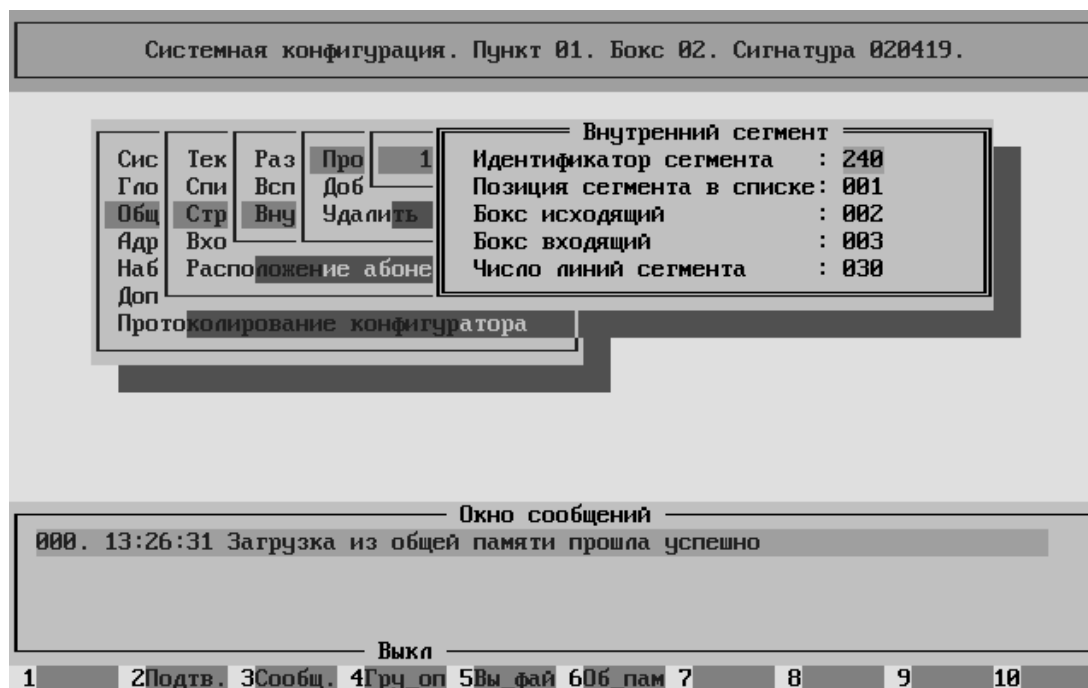 Системная конфигурация. Пункт 01. Бокс 02. Сигнатура 020419.
Внутренний сегмент
Сис Тек Раз Про 1 Идентификатор сегмента : 240
Гло Спи Всп Доб Позиция сегмента в списке: 001
Общ Стр Вну Удалить Бокс исходящий : 002
Адр Вхо Бокс входящий : 003
Наб Расположение абоне Число линий сегмента : 030
Доп
Протоколирование конфигуратора
Окно сообщений
000. 13:26:31 Загрузка из общей памяти прошла успешно
Выкл
1 2Подтв. 3Сообщ. 4Гру_оп 5Вы_фай 6Об_пам 7 8 9 10